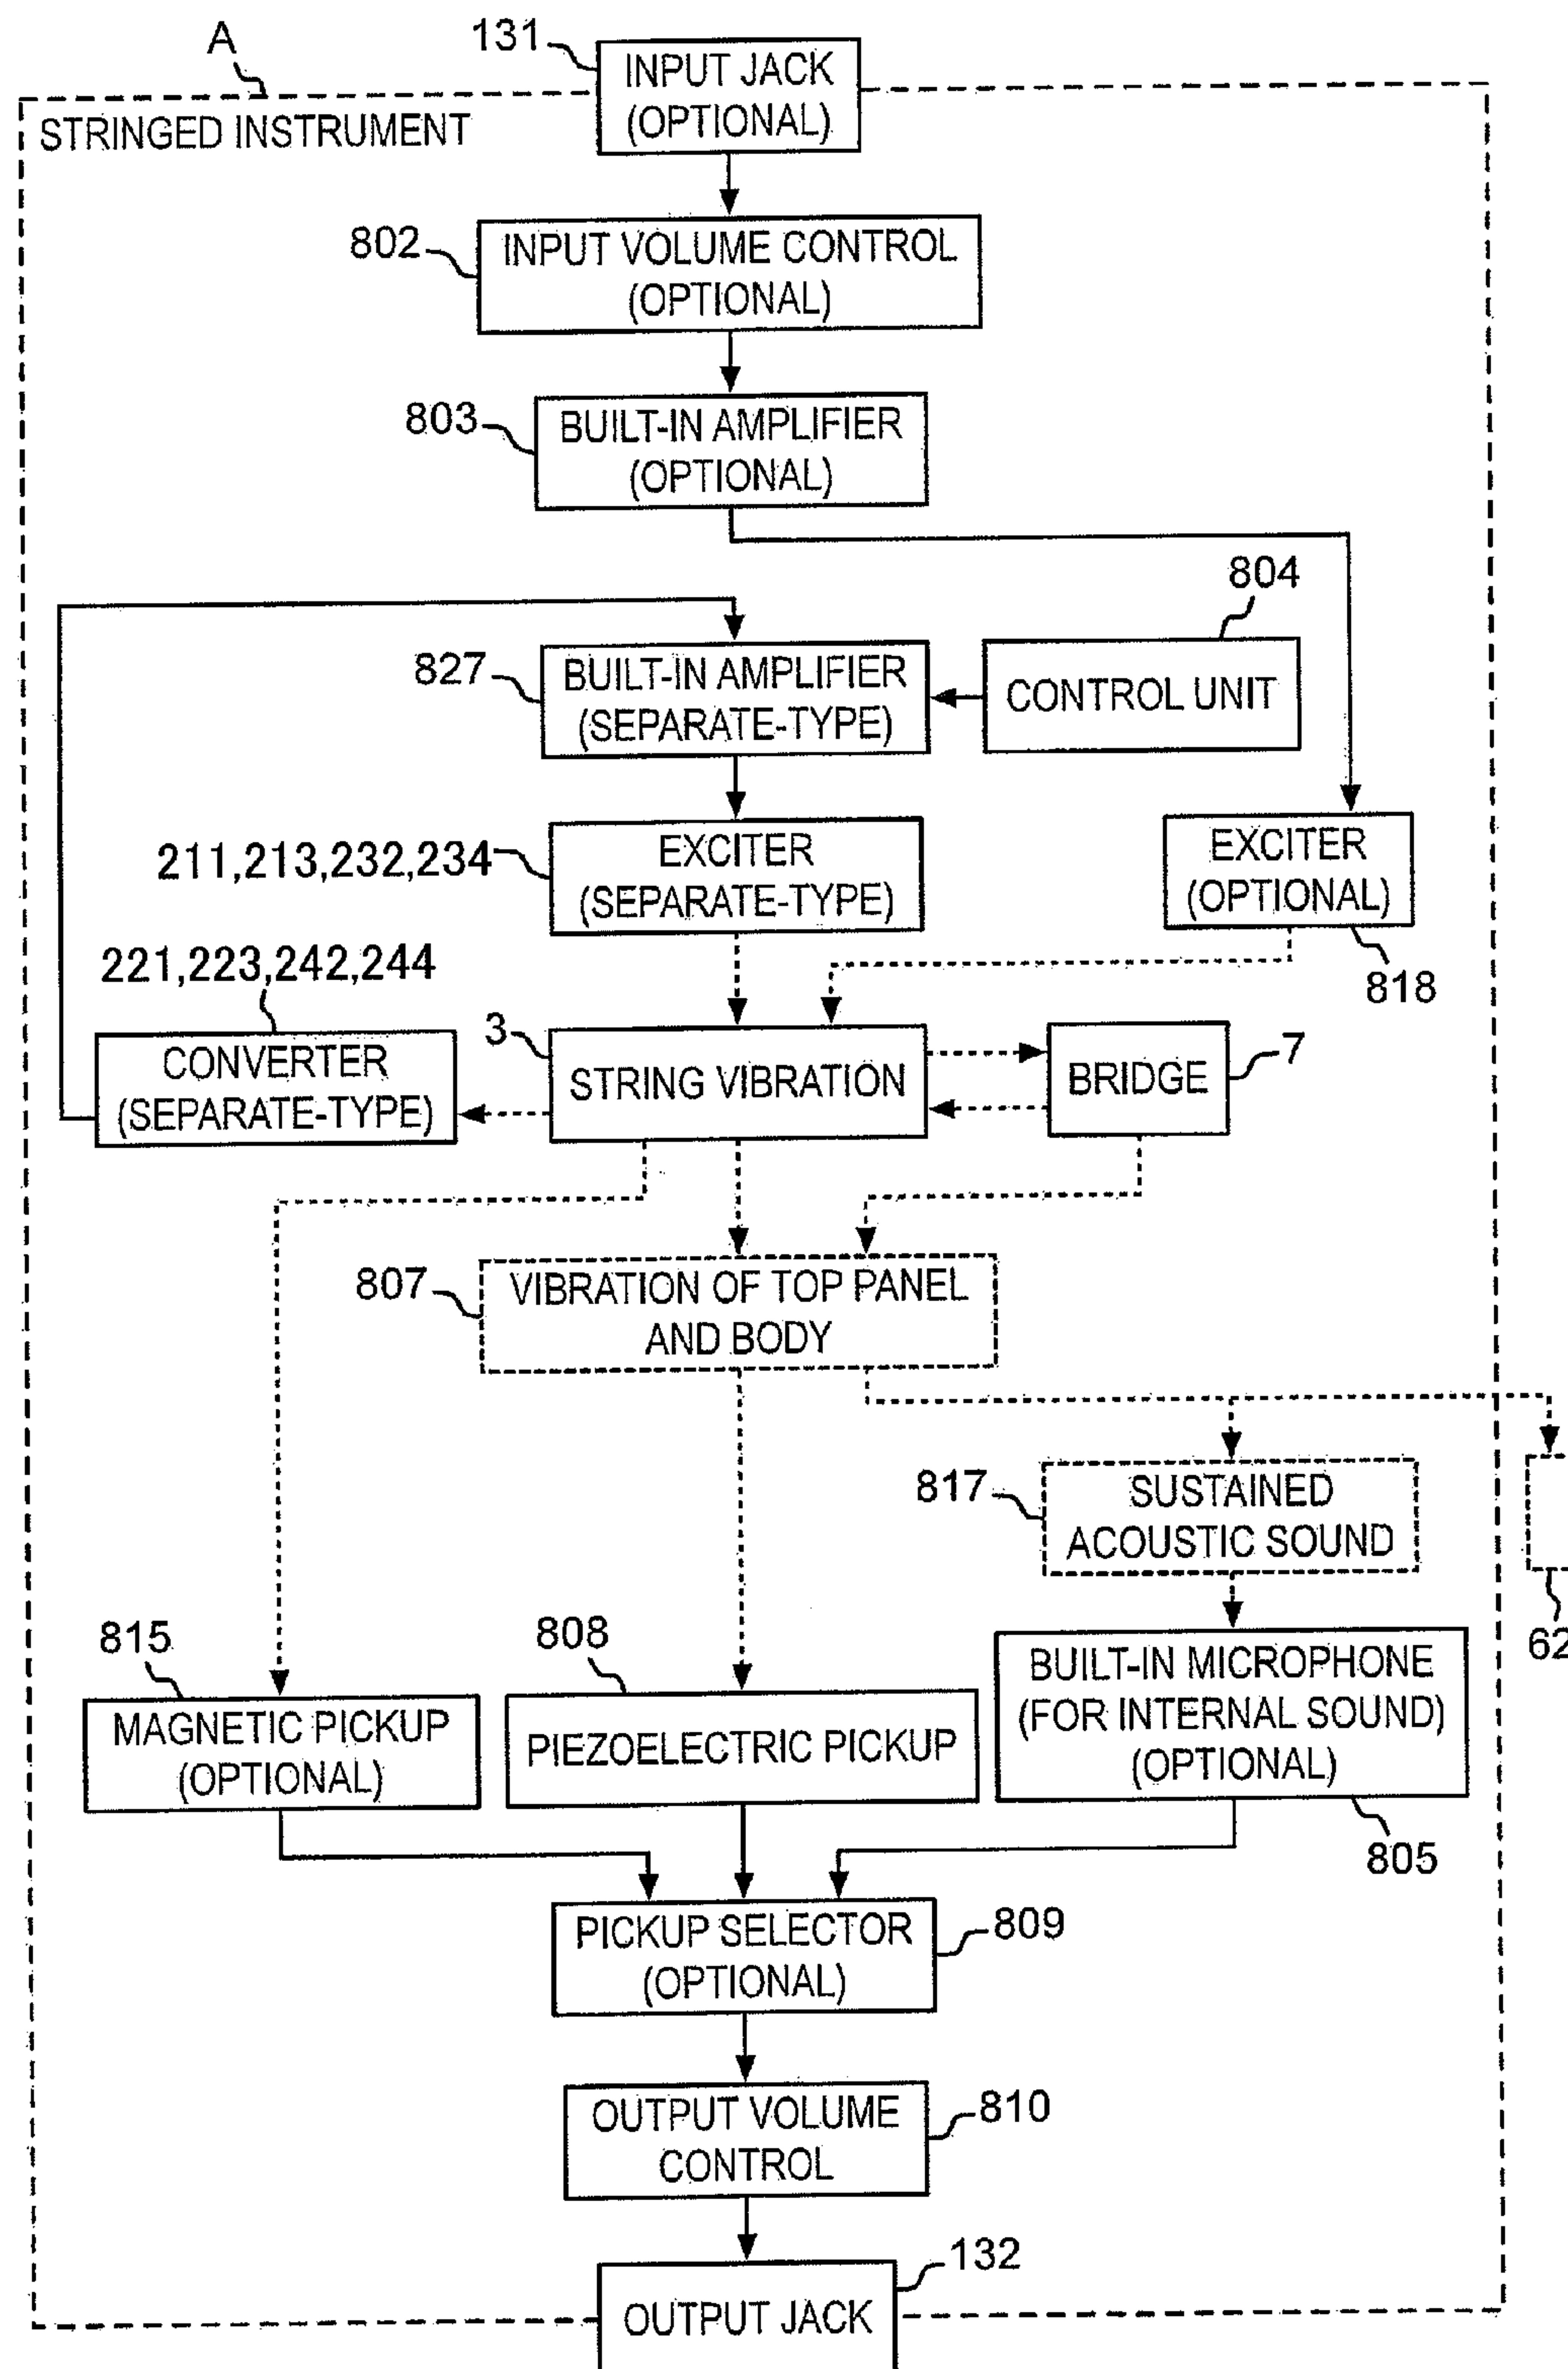 A
131
INPUT JACK
(OPTIONAL)
STRINGED INSTRUMENT
802
INPUT VOLUME CONTROL
(OPTIONAL)
803
BUILT-IN AMPLIFIER
(OPTIONAL)
804
827
BUILT-IN AMPLIFIER
(SEPARATE-TYPE)
CONTROL UNIT
211,213,232,234
EXCITER
(SEPARATE-TYPE)
EXCITER
(OPTIONAL)
818
221,223,242,244
CONVERTER
(SEPARATE-TYPE)
3
STRING VIBRATION
BRIDGE
7
807
VIBRATION OF TOP PANEL
AND BODY
817
SUSTAINED
ACOUSTIC SOUND
62
815
MAGNETIC PICKUP
(OPTIONAL)
808
PIEZOELECTRIC PICKUP
BUILT-IN MICROPHONE
(FOR INTERNAL SOUND)
(OPTIONAL)
805
PICKUP SELECTOR
(OPTIONAL)
809
OUTPUT VOLUME
CONTROL
810
132
OUTPUT JACK